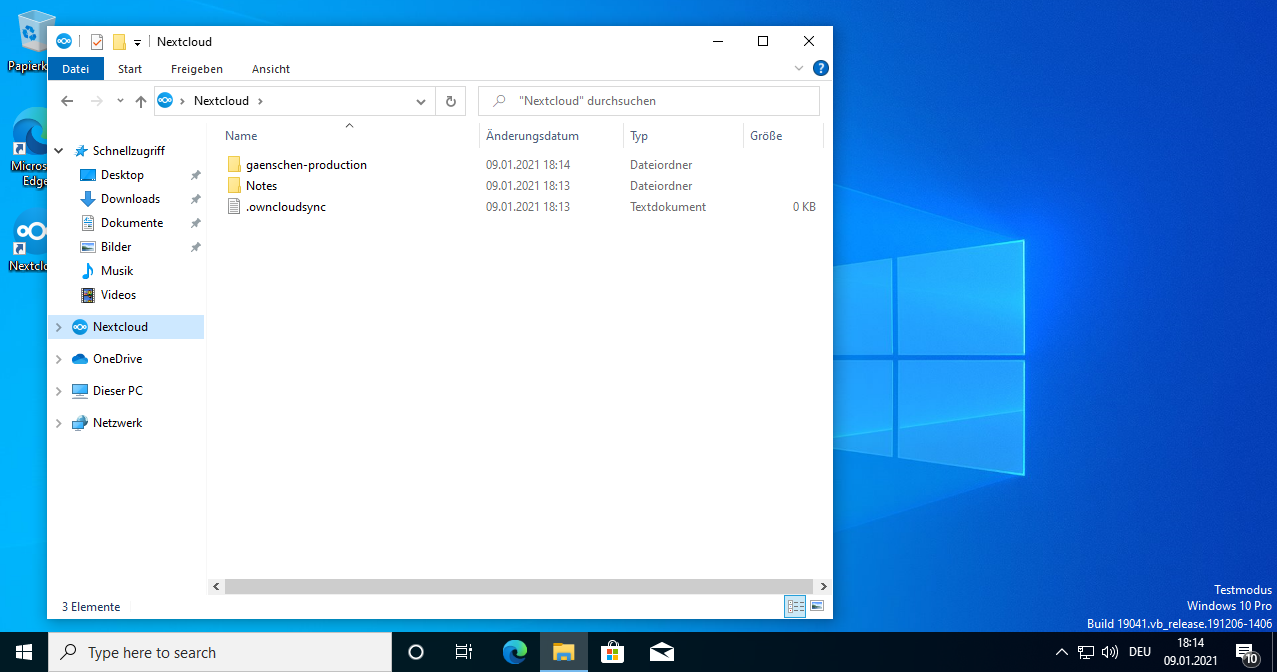 Papierk
Micros
Edge
Nextclo
Nextcloud
Datei Start Freigeben Ansicht ?
Nextcloud
"Nextcloud" durchsuchen
Name Änderungsdatum Typ Größe
gaenschen-production 09.01.2021 18:14 Dateiordner
Notes 09.01.2021 18:13 Dateiordner
.owncloudsync 09.01.2021 18:13 Textdokument 0 KB
Schnellzugriff
Desktop
Downloads
Dokumente
Bilder
Musik
Videos
Nextcloud
OneDrive
Dieser PC
Netzwerk
3 Elemente
Testmodus
Windows 10 Pro
Build 19041.vb_release.191206-1406
Type here to search
DEU
18:14
09.01.2021
10